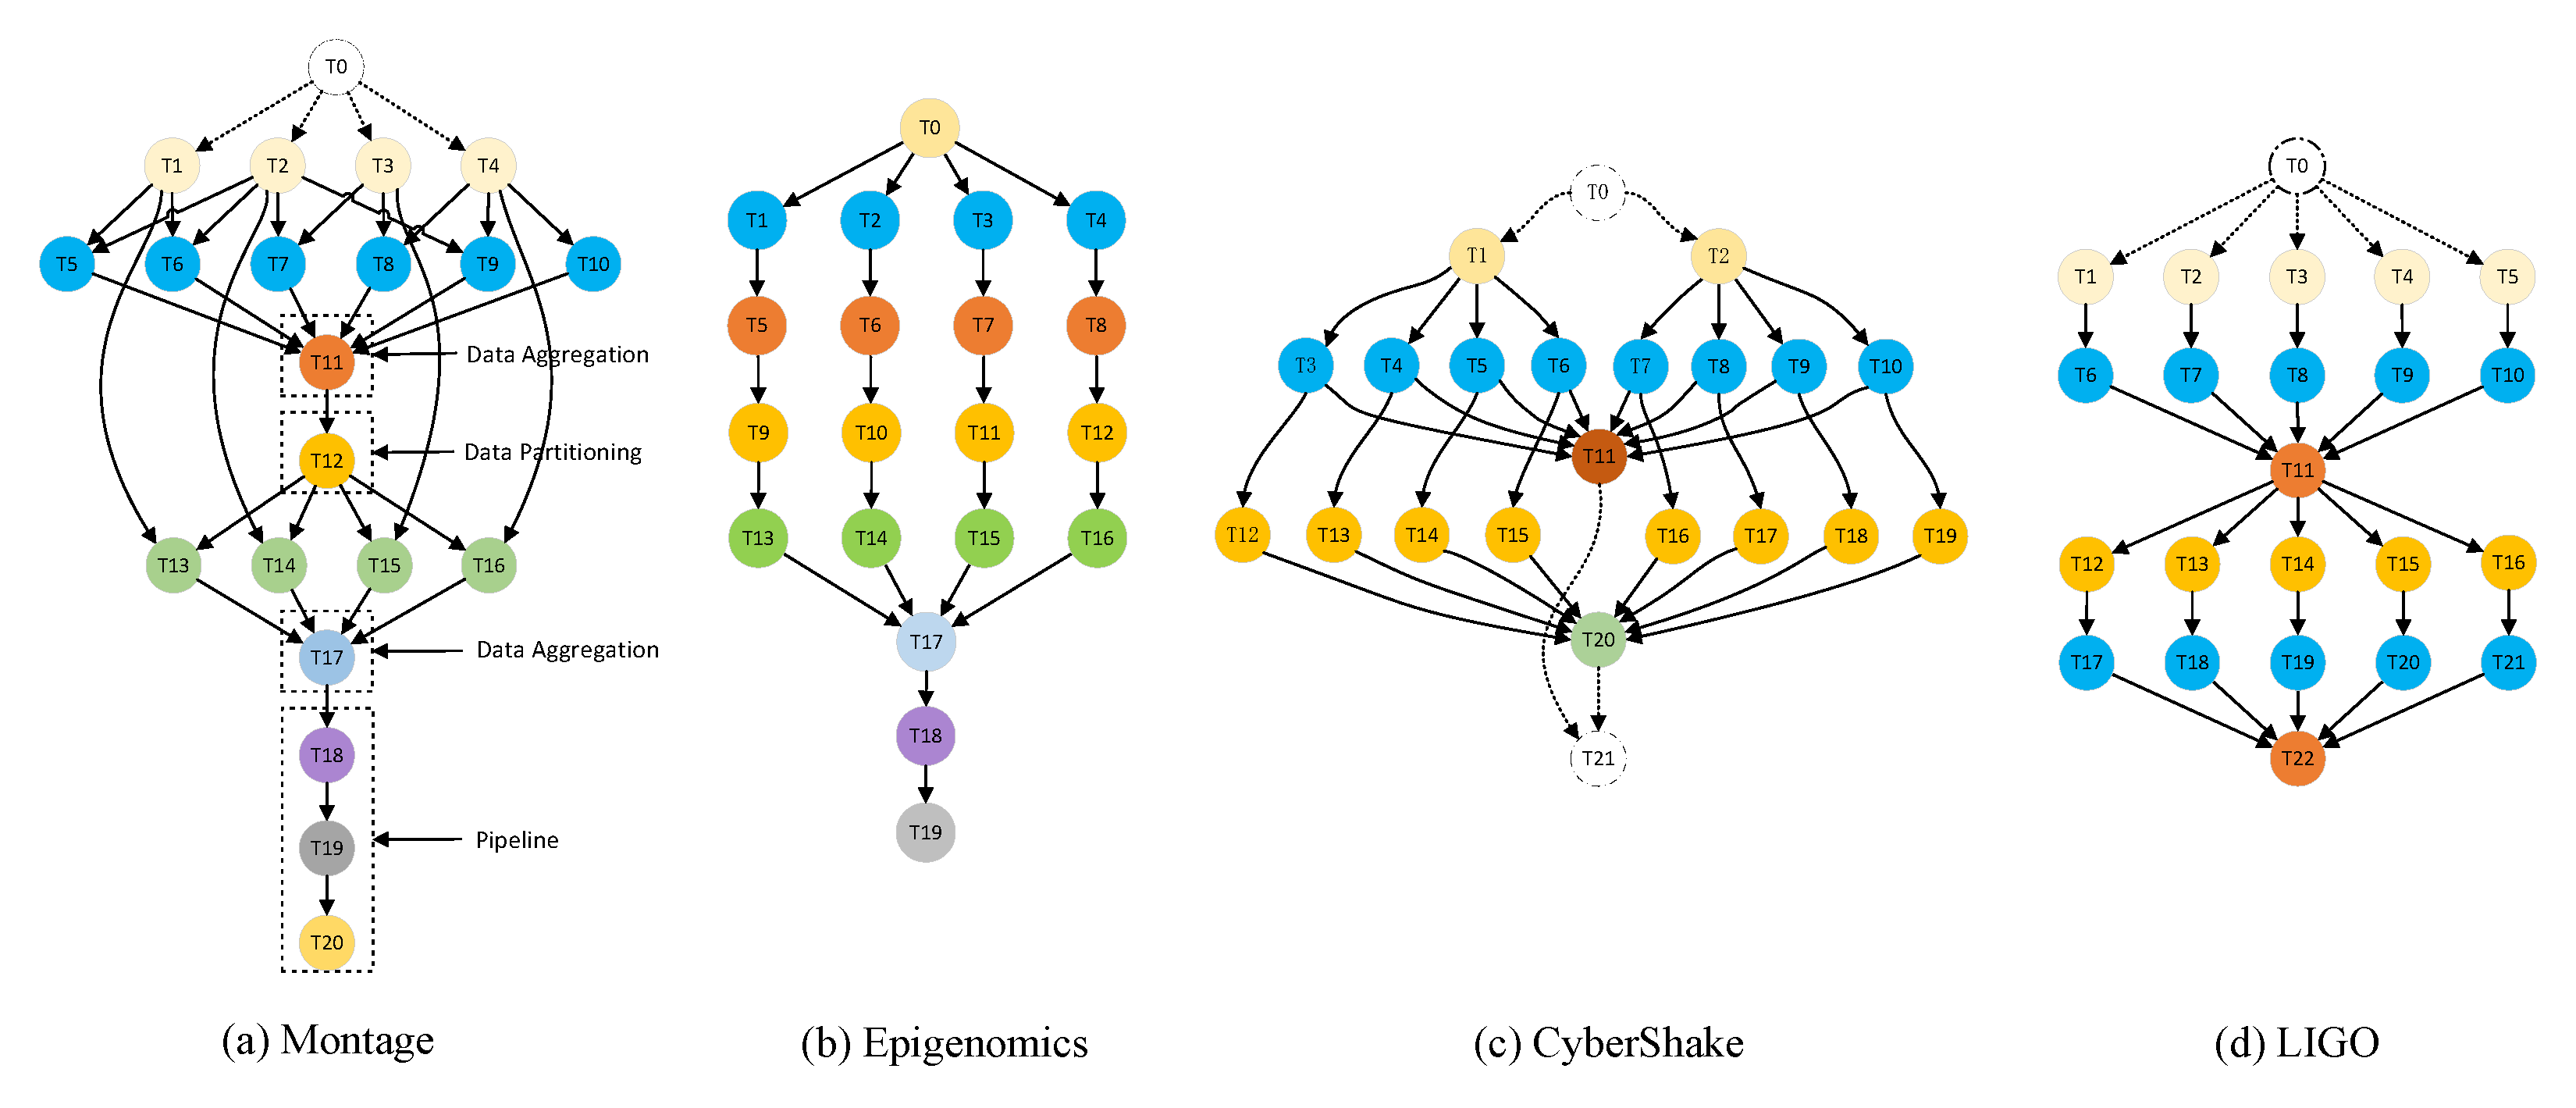 T0
T1 T2 T3 T4
T5 T6 T7 T8 T9 T10
T11 Data Aggregation
T12 Data Partitioning
T13 T14 T15 T16
T17 Data Aggregation
T18
T19 Pipeline
T20
(a) Montage
T0
T1 T2 T3 T4
T5 T6 T7 T8
T9 T10 T11 T12
T13 T14 T15 T16
T17
T18
T19
(b) Epigenomics
T0
T1 T2
T3 T4 T5 T6 T7 T8 T9 T10
T11
T12 T13 T14 T15 T16 T17 T18 T19
T20
T21
(c) CyberShake
T0
T1 T2 T3 T4 T5
T6 T7 T8 T9 T10
T11
T12 T13 T14 T15 T16
T17 T18 T19 T20 T21
T22
(d) LIGO